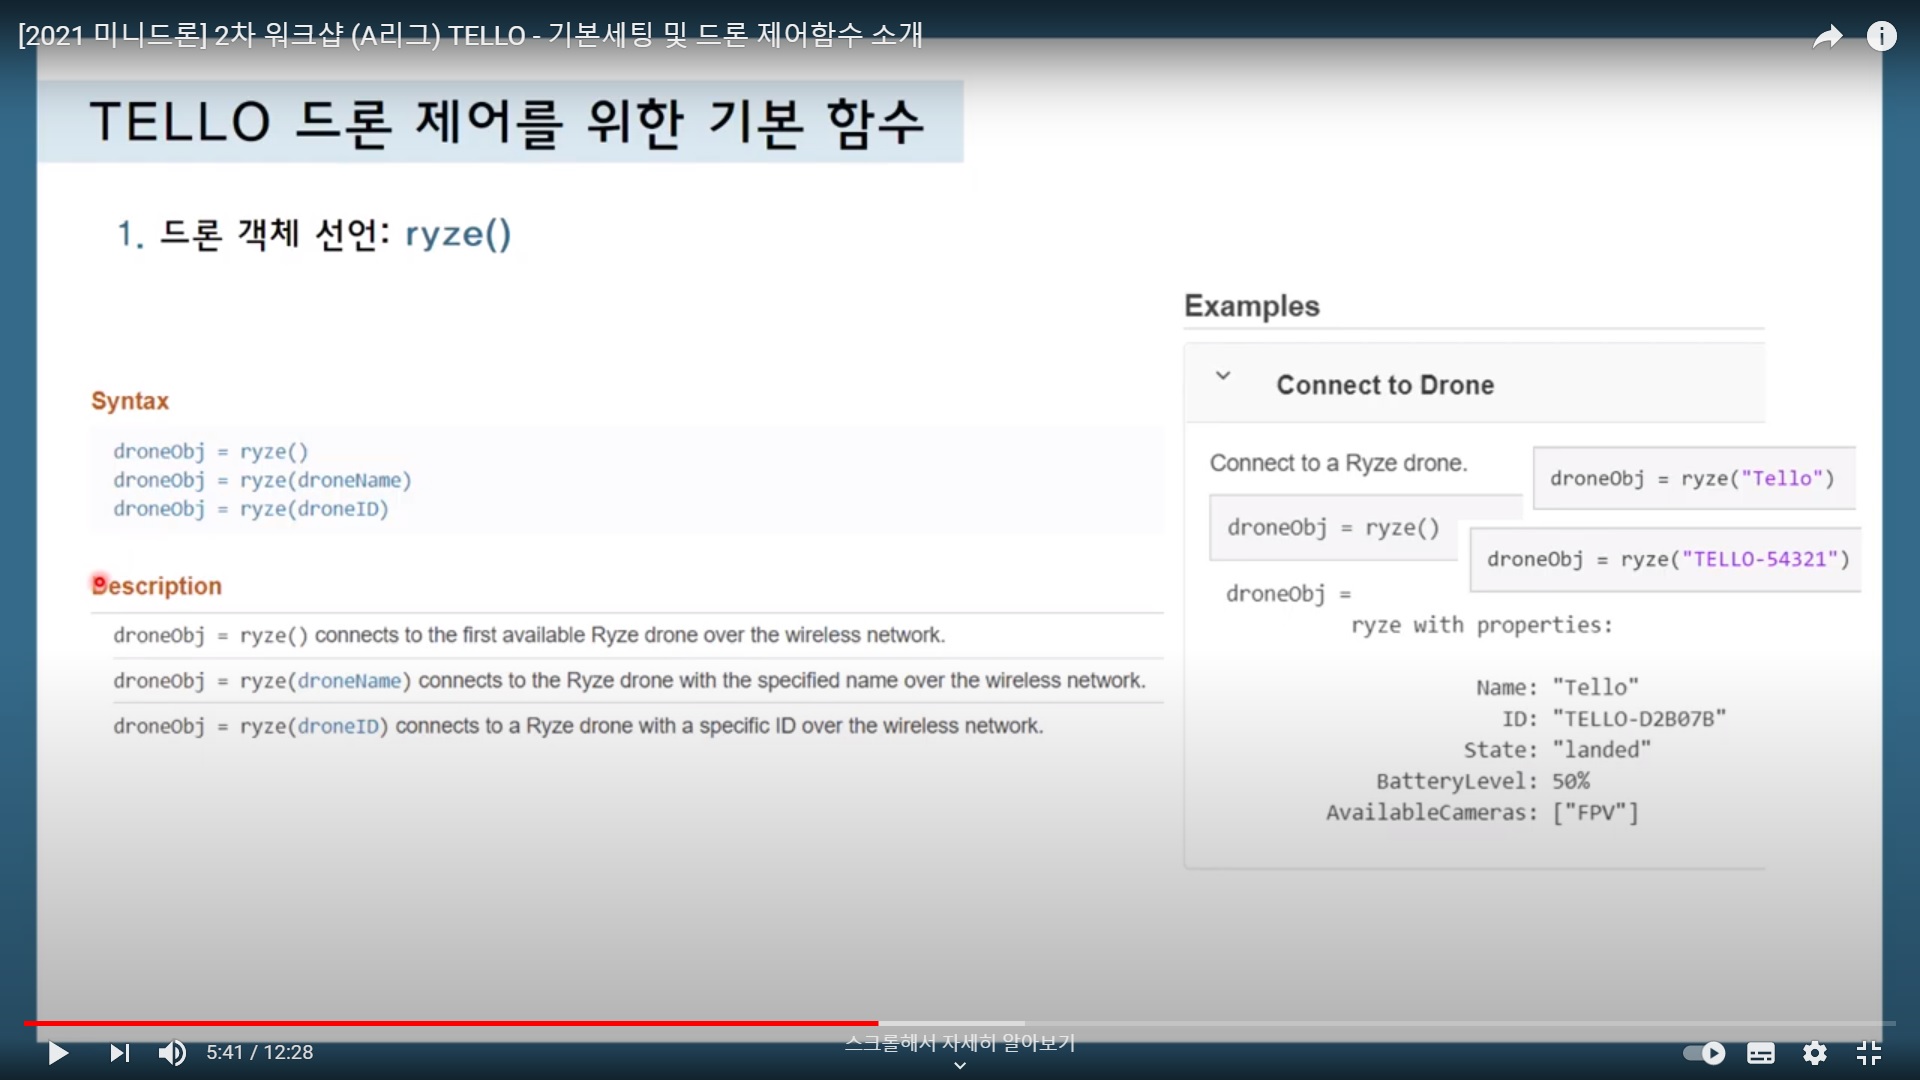 [2021 미니드론] 2차 워크샵 (A리그) TELLO - 기본세팅 및 드론 제어함수 소개
TELLO 드론 제어를 위한 기본 함수
1. 드론 객체 선언: ryze()
Syntax
droneObj = ryze()
droneObj = ryze(droneName)
droneObj = ryze(droneID)
Description
droneObj = ryze() connects to the first available Ryze drone over the wireless network.
droneObj = ryze(droneName) connects to the Ryze drone with the specified name over the wireless network.
droneObj = ryze(droneID) connects to a Ryze drone with a specific ID over the wireless network.
Examples
Connect to Drone
Connect to a Ryze drone.
droneObj = ryze("Tello")
droneObj = ryze()
droneObj = ryze("TELLO-54321")
droneObj =
ryze with properties:
Name: "Tello"
ID: "TELLO-D2B07B"
State: "landed"
BatteryLevel: 50%
AvailableCameras: ["FPV"]
스크롤해서 자세히 알아보기
5:41 / 12:28